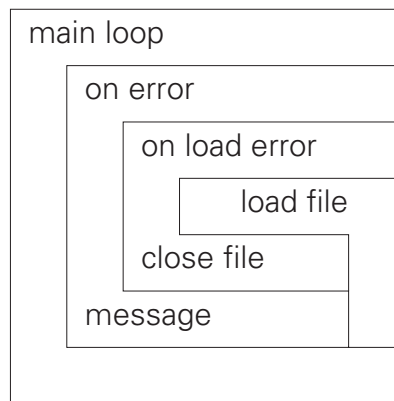 main loop
on error
on load error
load file
close file
message